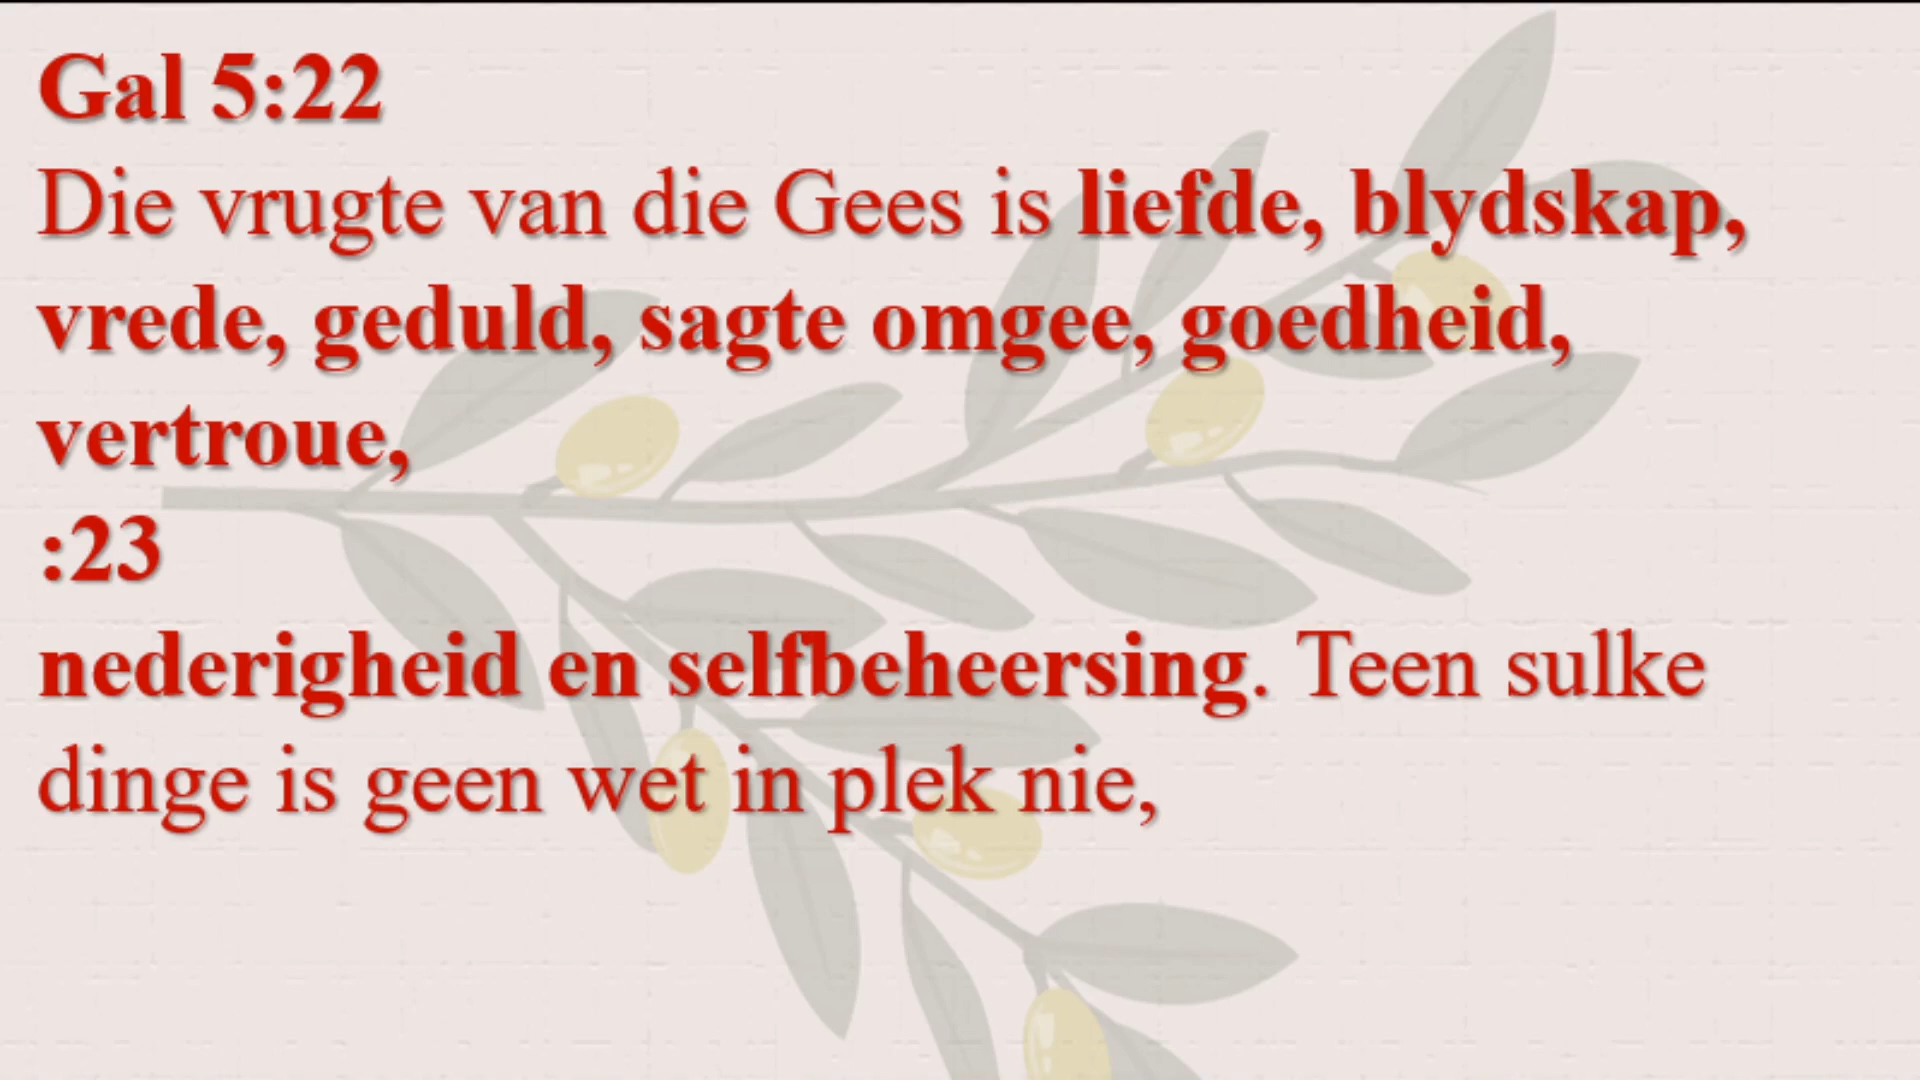 Gal 5:22
Die vrugte van die Gees is liefde, blydskap,
vrede, geduld, sagte omgee, goedheid,
vertroue,
:23
nederigheid en selfbeheersing. Teen sulke
dinge is geen wet in plek nie,